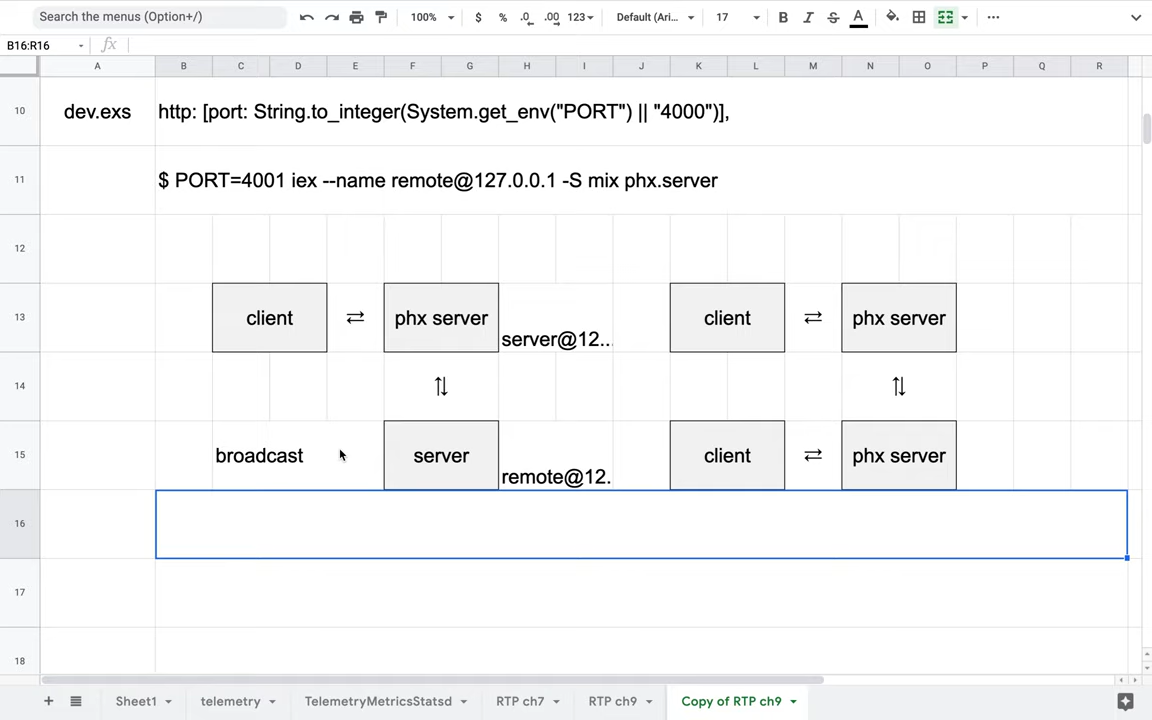 Search the menus (Option+/)
100%
$
%
.0
.00
123
Default (Ari...
17
B
I
S
A
B16:R16
fx
A B C D E F G H I J K L M N O P Q R
10
dev.exs
http: [port: String.to_integer(System.get_env("PORT") || "4000")],
11
$ PORT=4001 iex --name remote@127.0.0.1 -S mix phx.server
12
13
client ⇄ phx server server@12... client ⇄ phx server
14
⇅ ⇅
15
broadcast server remote@12. client ⇄ phx server
16
17
18
Sheet1 telemetry TelemetryMetricsStatsd RTP ch7 RTP ch9 Copy of RTP ch9